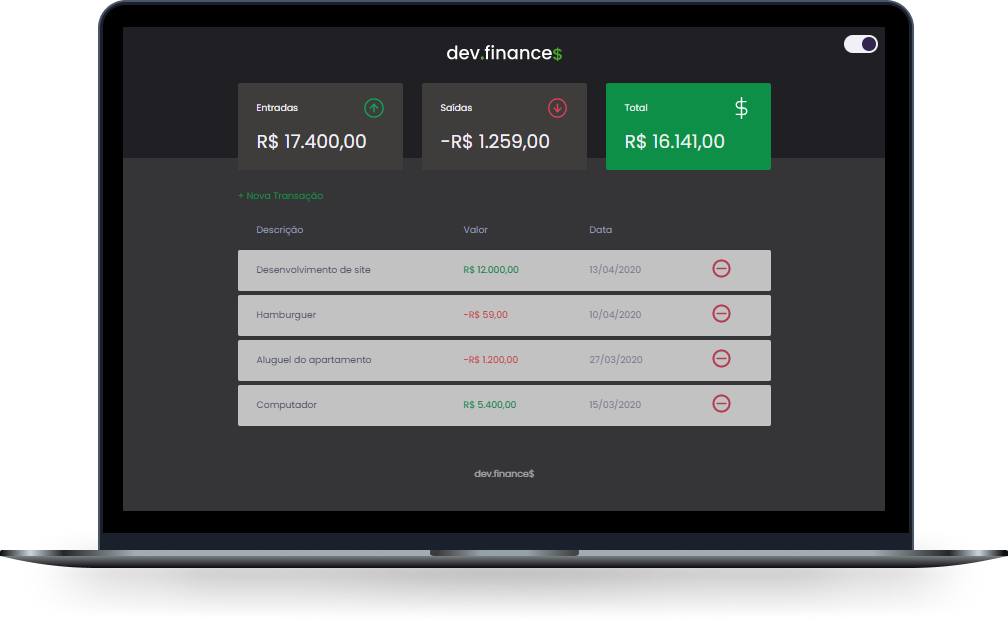 dev.finance$
Entradas
R$ 17.400,00
Saídas
-R$ 1.259,00
Total
$
R$ 16.141,00
+ Nova Transação
Descrição Valor Data
Desenvolvimento de site R$ 12.000,00 13/04/2020
Hamburguer -R$ 59,00 10/04/2020
Aluguel do apartamento -R$ 1.200,00 27/03/2020
Computador R$ 5.400,00 15/03/2020
dev.finance$